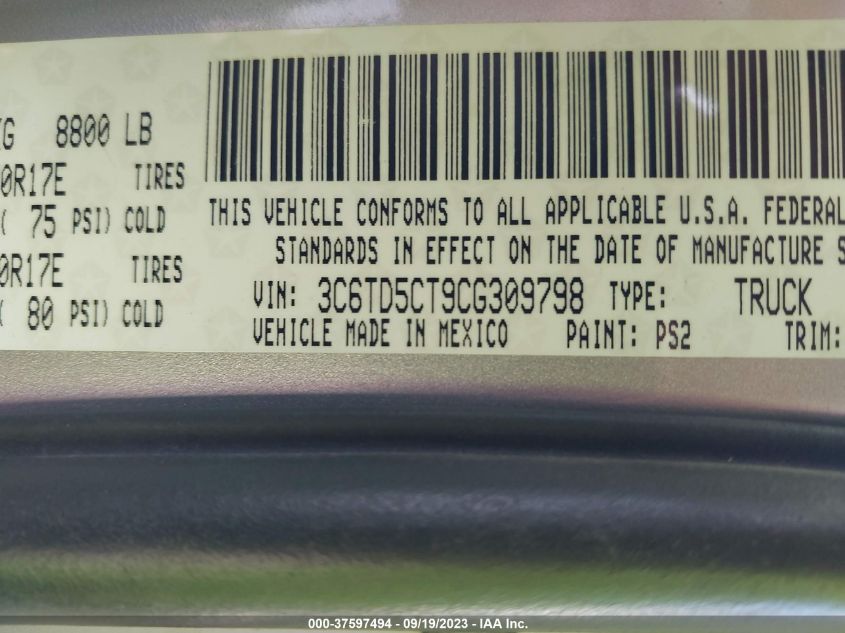 8800 LB
0R17E TIRES
( 75 PSI) COLD
0R17E TIRES
( 80 PSI) COLD
THIS VEHICLE CONFORMS TO ALL APPLICABLE U.S.A. FEDERAL
STANDARDS IN EFFECT ON THE DATE OF MANUFACTURE S
VIN: 3C6TD5CT9CG309798 TYPE: TRUCK
VEHICLE MADE IN MEXICO PAINT: PS2 TRIM:
000-37597494 - 09/19/2023 - IAA Inc.